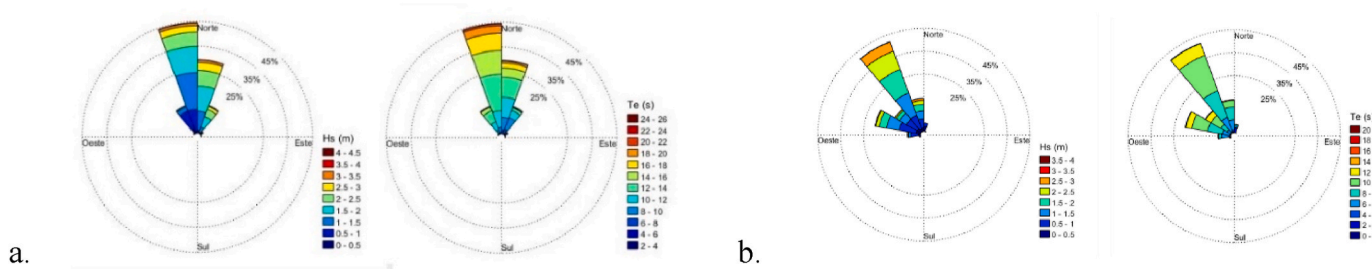 a.
Norte
45%
35%
25%
Oeste
Este
Sul
Hs (m)
4 - 4.5
3.5 - 4
3 - 3.5
2.5 - 3
2 - 2.5
1.5 - 2
1 - 1.5
0.5 - 1
0 - 0.5
Norte
45%
35%
25%
Oeste
Este
Sul
Te (s)
24 - 26
22 - 24
20 - 22
18 - 20
16 - 18
14 - 16
12 - 14
10 - 12
8 - 10
6 - 8
4 - 6
2 - 4
b.
Norte
45%
35%
25%
Oeste
Este
Sul
Hs (m)
3.5 - 4
3 - 3.5
2.5 - 3
2 - 2.5
1.5 - 2
1 - 1.5
0.5 - 1
0 - 0.5
Norte
45%
35%
25%
Oeste
Este
Sul
Te (s)
20
18
16
14
12
10
8 -
6 -
4 -
2 -
0 -